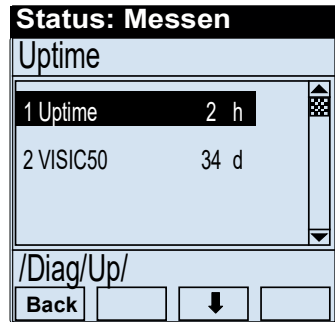 Status: Messen
Uptime
1 Uptime 2 h
2 VISIC50 34 d
/Diag/Up/
Back